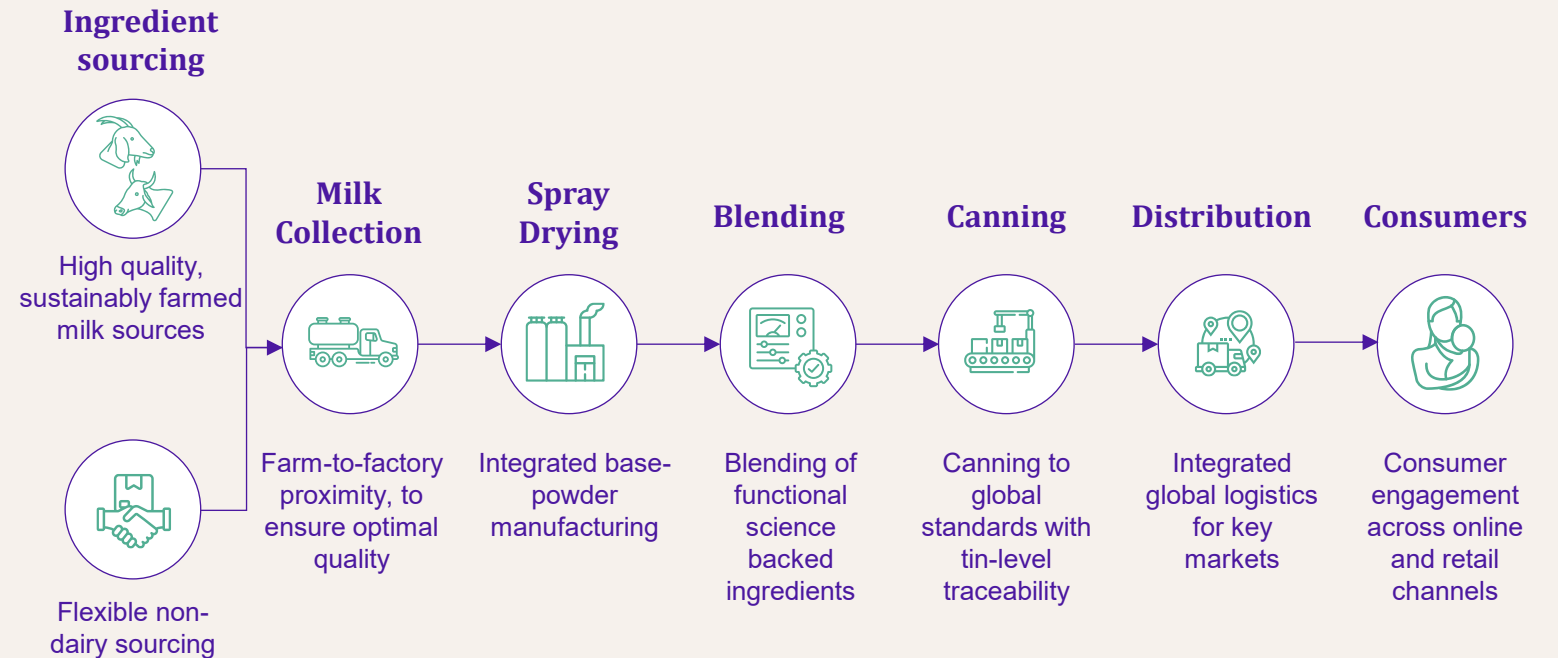 Ingredient
sourcing
High quality,
sustainably farmed
milk sources
Flexible non-
dairy sourcing
Milk
Collection
Farm-to-factory
proximity, to
ensure optimal
quality
Spray
Drying
Integrated base-
powder
manufacturing
Blending
Blending of
functional
science
backed
ingredients
Canning
Canning to
global
standards with
tin-level
traceability
Distribution
Integrated
global logistics
for key
markets
Consumers
Consumer
engagement
across online
and retail
channels